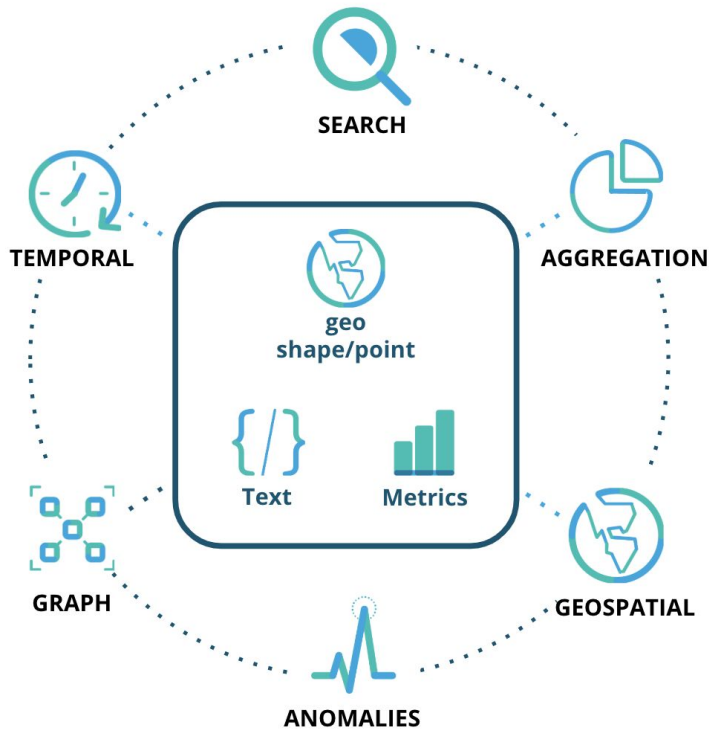 SEARCH
TEMPORAL
AGGREGATION
geo
shape/point
Text
Metrics
GRAPH
GEOSPATIAL
ANOMALIES